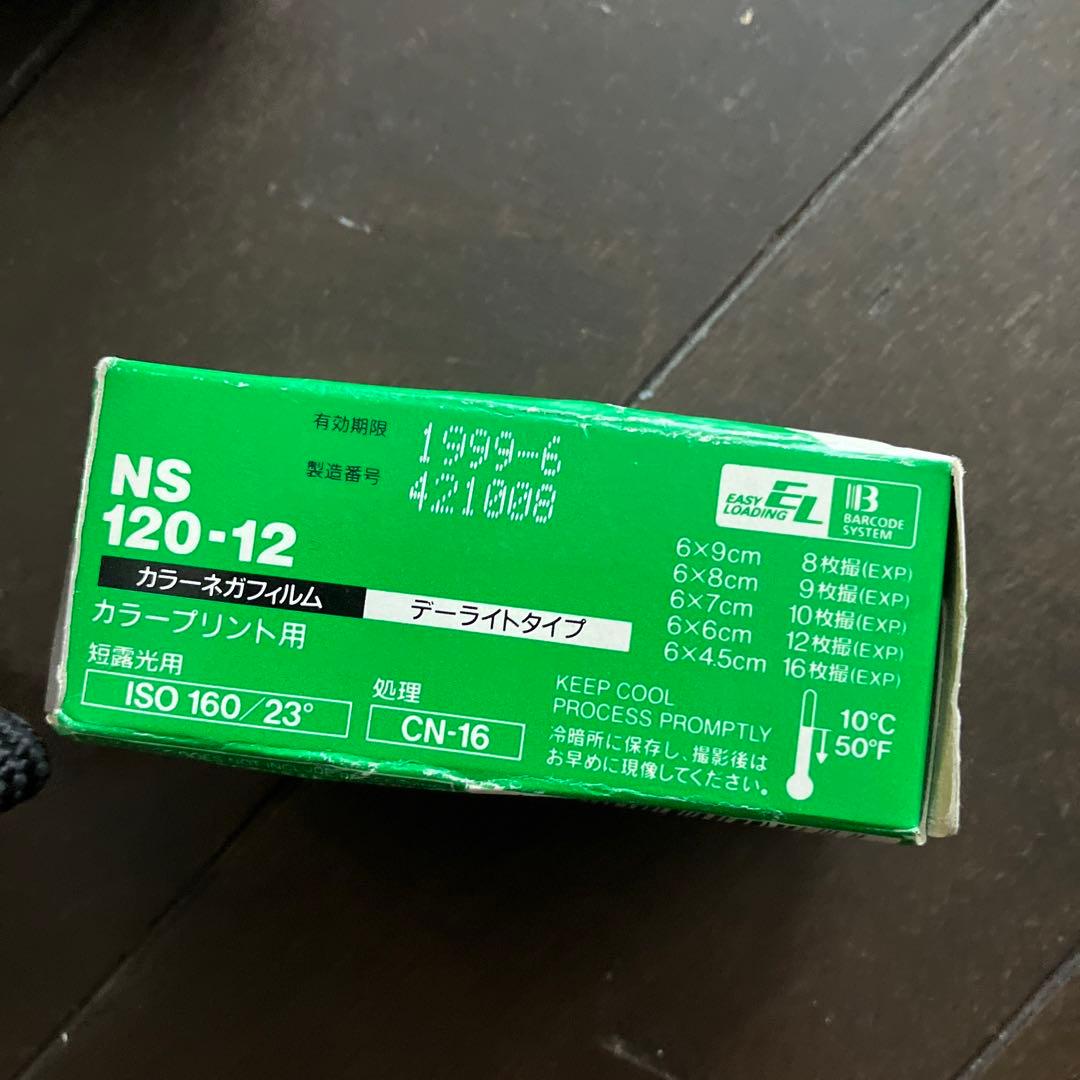 有効期限 1999-6
製造番号 421008
NS
120-12
カラーネガフィルム デーライトタイプ
カラープリント用
短露光用
ISO 160/23°
処理
CN-16
EASY LOADING EL
B BARCODE SYSTEM
6×9cm 8枚撮(EXP)
6×8cm 9枚撮(EXP)
6×7cm 10枚撮(EXP)
6×6cm 12枚撮(EXP)
6×4.5cm 16枚撮(EXP)
KEEP COOL
PROCESS PROMPTLY
冷暗所に保存し、撮影後は
お早めに現像してください。
10°C
50°F